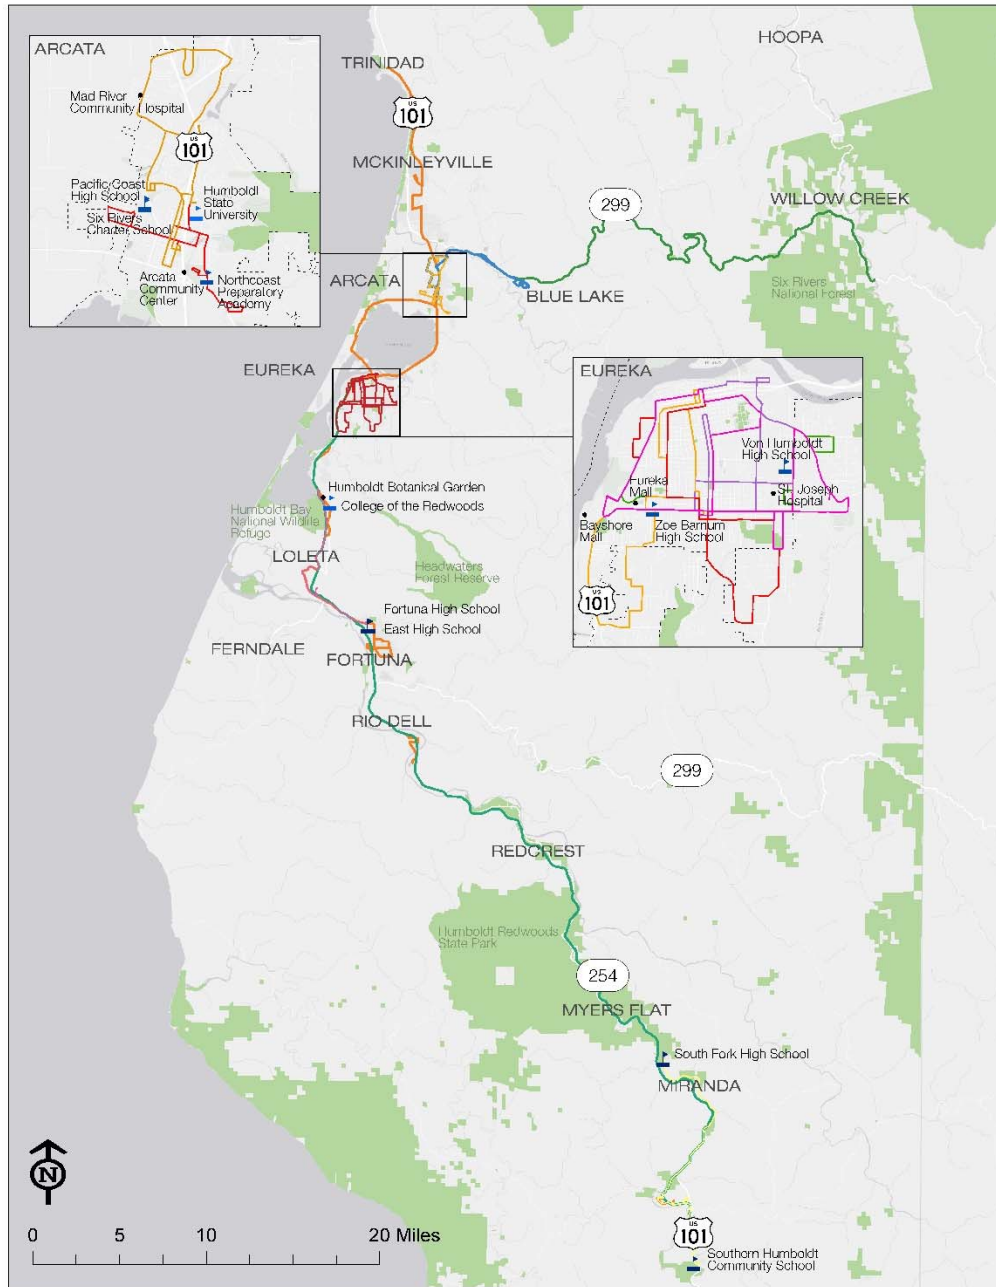 ARCATA
Mad River
Community Hospital
US
101
Pacific Coast
High School
Six Rivers
Charter School
Humboldt
State
University
Arcata
Community
Center
Northcoast
Preparatory
Academy
HOOPA
TRINIDAD
US
101
MCKINLEYVILLE
299
WILLOW CREEK
ARCATA
BLUE LAKE
Six Rivers
National Forest
EUREKA
EUREKA
Von Humboldt
High School
Eureka
Mall
St. Joseph
Hospital
Bayshore
Mall
Zoe Barnum
High School
US
101
Humboldt Botanical Garden
College of the Redwoods
Humboldt Bay
National Wildlife
Refuge
LOLETA
Headwaters
Forest Reserve
Fortuna High School
East High School
FERNDALE
FORTUNA
RIO DELL
299
REDCREST
Humboldt Redwoods
State Park
254
MYERS FLAT
South Fork High School
MIRANDA
N
0 5 10 20 Miles
US
101
Southern Humboldt
Community School